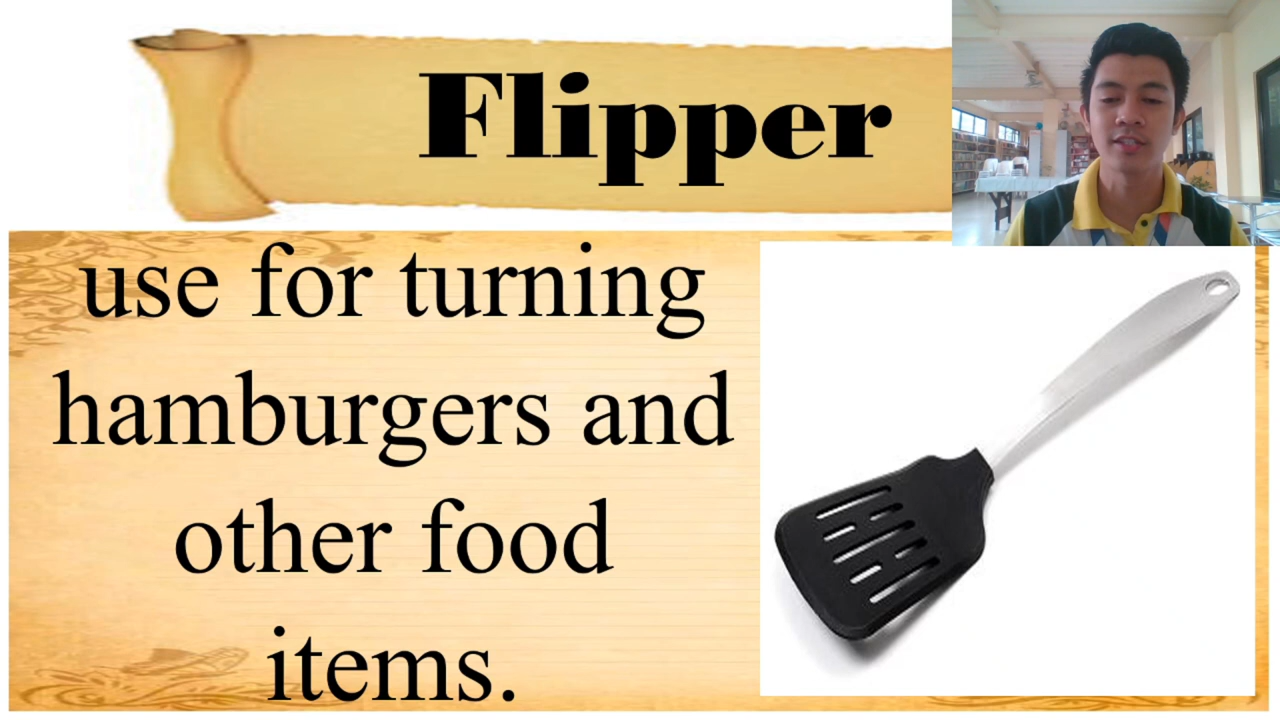 Flipper
use for turning
hamburgers and
other food
items.